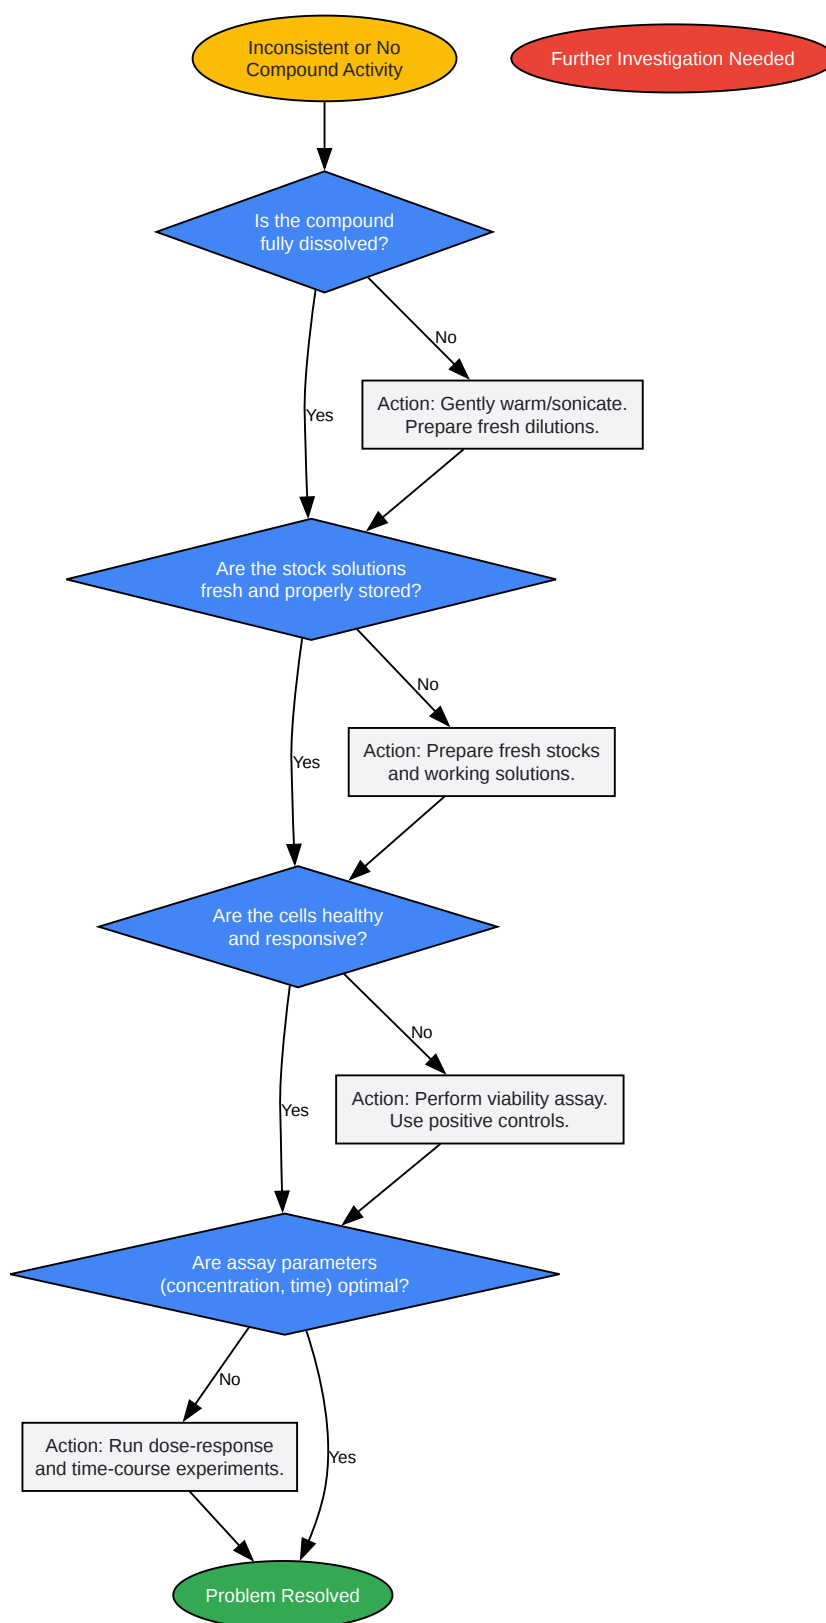 Inconsistent or No
Compound Activity
Further Investigation Needed
Is the compound
fully dissolved?
No
Action: Gently warm/sonicate.
Prepare fresh dilutions.
Yes
Are the stock solutions
fresh and properly stored?
No
Action: Prepare fresh stocks
and working solutions.
Yes
Are the cells healthy
and responsive?
No
Action: Perform viability assay.
Use positive controls.
Yes
Are assay parameters
(concentration, time) optimal?
No
Action: Run dose-response
and time-course experiments.
Yes
Problem Resolved